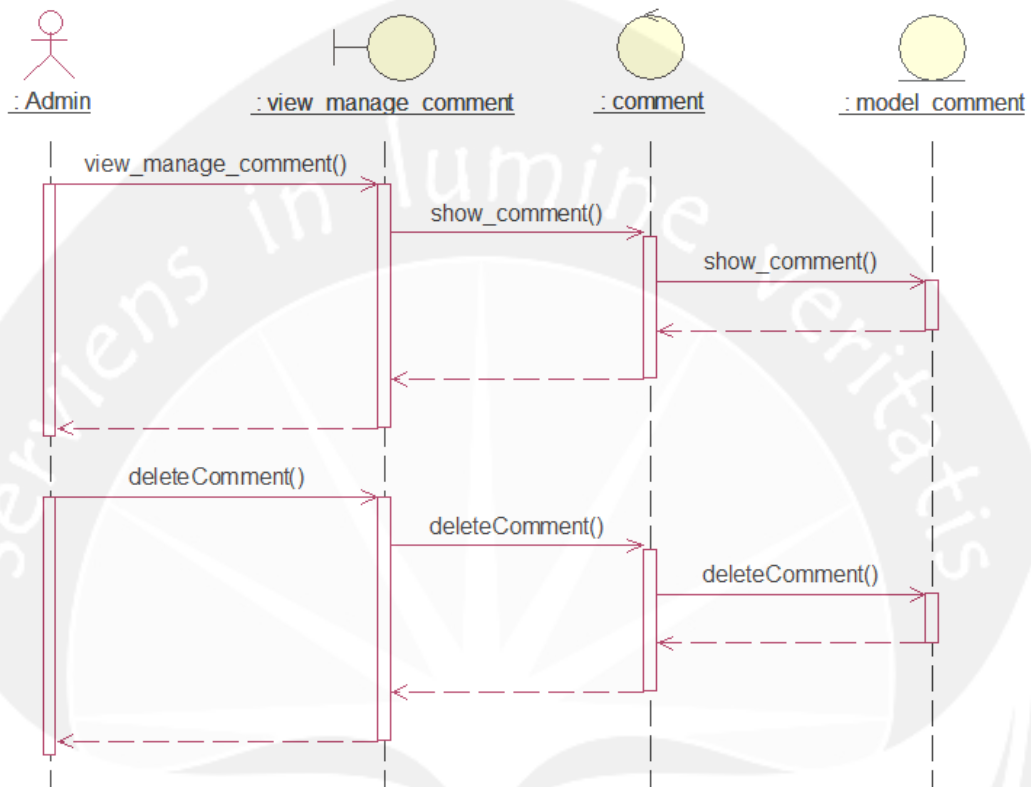 : Admin
: view_manage_comment
: comment
: model_comment
view_manage_comment()
show_comment()
show_comment()
deleteComment()
deleteComment()
deleteComment()
serviens in lumine veritatis